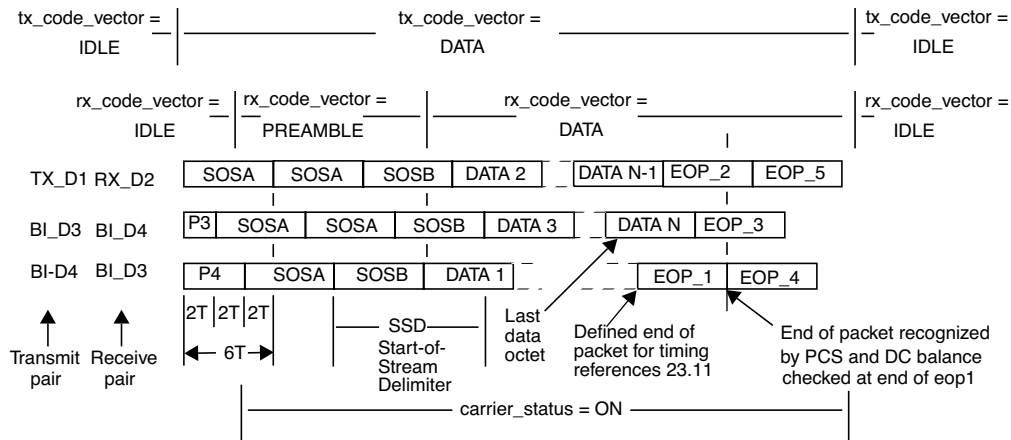 tx_code_vector = tx_code_vector = tx_code_vector =
IDLE DATA IDLE
rx_code_vector = rx_code_vector = rx_code_vector = rx_code_vector =
IDLE PREAMBLE DATA IDLE
TX_D1 RX_D2 SOSA SOSA SOSB DATA 2 DATA N-1 EOP_2 EOP_5
BI_D3 BI_D4 P3 SOSA SOSA SOSB DATA 3 DATA N EOP_3
BI-D4 BI_D3 P4 SOSA SOSB DATA 1 EOP_1 EOP_4
2T 2T 2T
6T
Transmit pair
Receive pair
SSD
Start-of-
Stream
Delimiter
Last
data
octet
Defined end of
packet for timing
references 23.11
End of packet recognized
by PCS and DC balance
checked at end of eop1
carrier_status = ON